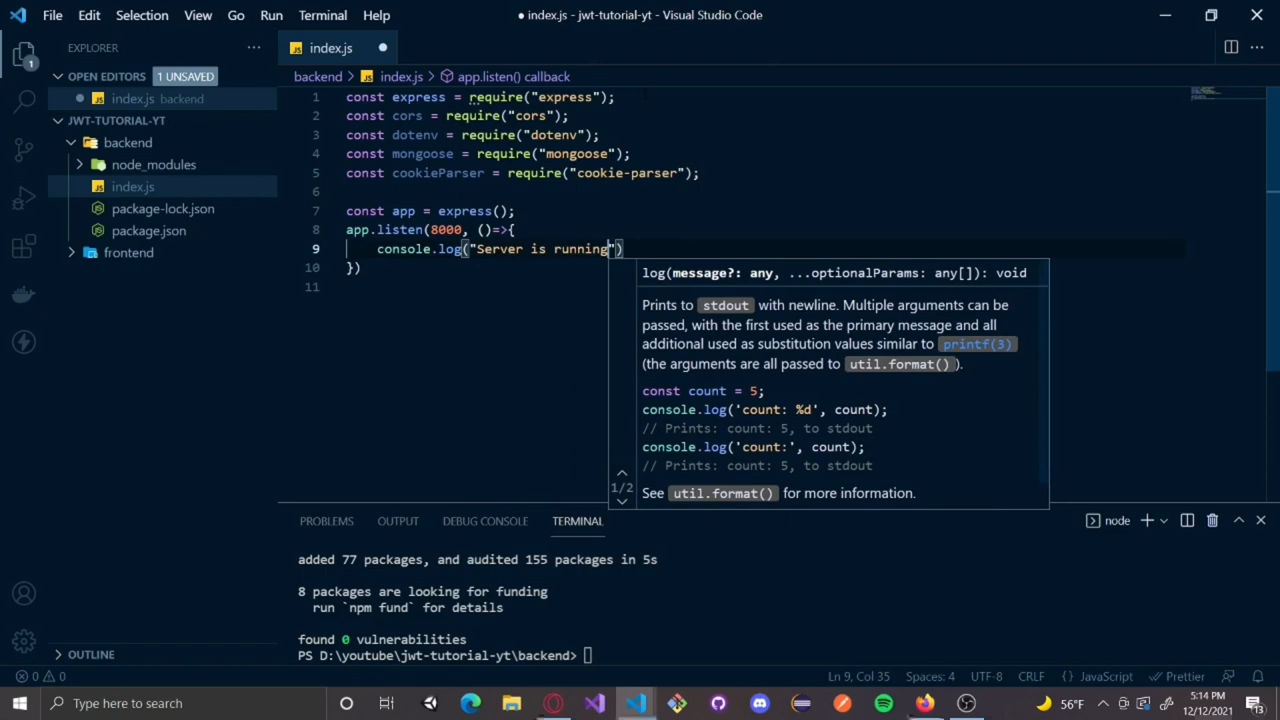 File Edit Selection View Go Run Terminal Help
● index.js - jwt-tutorial-yt - Visual Studio Code
EXPLORER
OPEN EDITORS 1 UNSAVED
index.js backend
JWT-TUTORIAL-YT
backend
node_modules
index.js
package-lock.json
package.json
frontend
OUTLINE
1
index.js
backend > index.js > app.listen() callback
1 const express = require("express");
2 const cors = require("cors");
3 const dotenv = require("dotenv");
4 const mongoose = require("mongoose");
5 const cookieParser = require("cookie-parser");
6
7 const app = express();
8 app.listen(8000, ()=>{
9 console.log("Server is running")
10 })
11
log(message?: any, ...optionalParams: any[]): void
Prints to stdout with newline. Multiple arguments can be
passed, with the first used as the primary message and all
additional used as substitution values similar to printf(3)
(the arguments are all passed to util.format() ).
const count = 5;
console.log('count: %d', count);
// Prints: count: 5, to stdout
console.log('count:', count);
// Prints: count: 5, to stdout
1/2
See util.format() for more information.
PROBLEMS OUTPUT DEBUG CONSOLE TERMINAL
node
added 77 packages, and audited 155 packages in 5s
8 packages are looking for funding
run `npm fund` for details
found 0 vulnerabilities
PS D:\youtube\jwt-tutorial-yt\backend>
0 0
Ln 9, Col 35 Spaces: 4 UTF-8 CRLF {} JavaScript Prettier
Type here to search
56°F
5:14 PM
12/12/2021
13